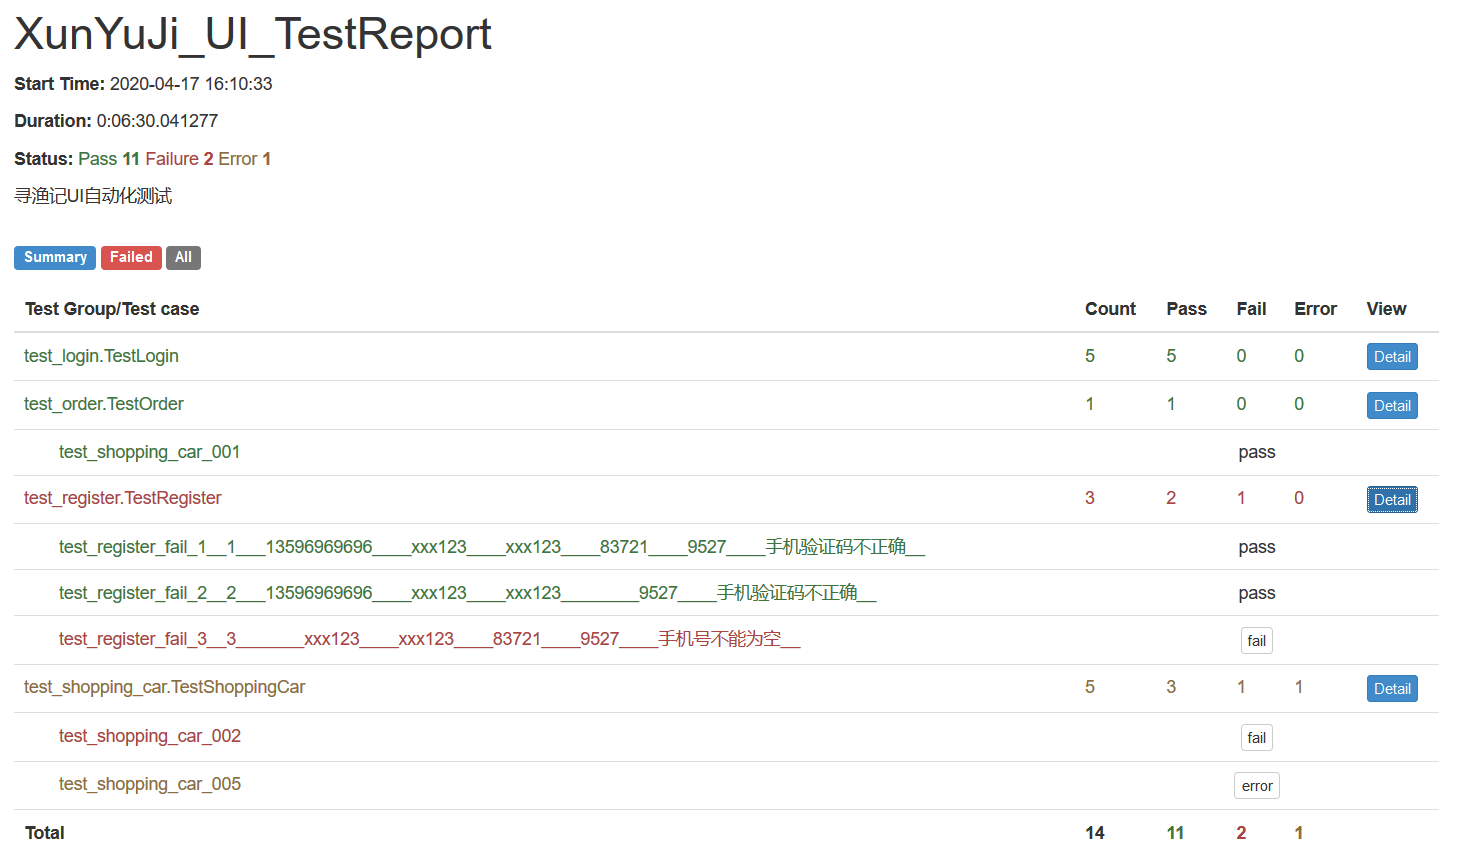 XunYuJi_UI_TestReport
Start Time: 2020-04-17 16:10:33
Duration: 0:06:30.041277
Status: Pass 11 Failure 2 Error 1
寻渔记UI自动化测试
Summary Failed All
Test Group/Test case Count Pass Fail Error View
test_login.TestLogin 5 5 0 0 Detail
test_order.TestOrder 1 1 0 0 Detail
test_shopping_car_001 pass
test_register.TestRegister 3 2 1 0 Detail
test_register_fail_1__1___13596969696____xxx123____xxx123____83721____9527____手机验证码不正确__ pass
test_register_fail_2__2___13596969696____xxx123____xxx123________9527____手机验证码不正确__ pass
test_register_fail_3__3_______xxx123____xxx123____83721____9527____手机号不能为空__ fail
test_shopping_car.TestShoppingCar 5 3 1 1 Detail
test_shopping_car_002 fail
test_shopping_car_005 error
Total 14 11 2 1